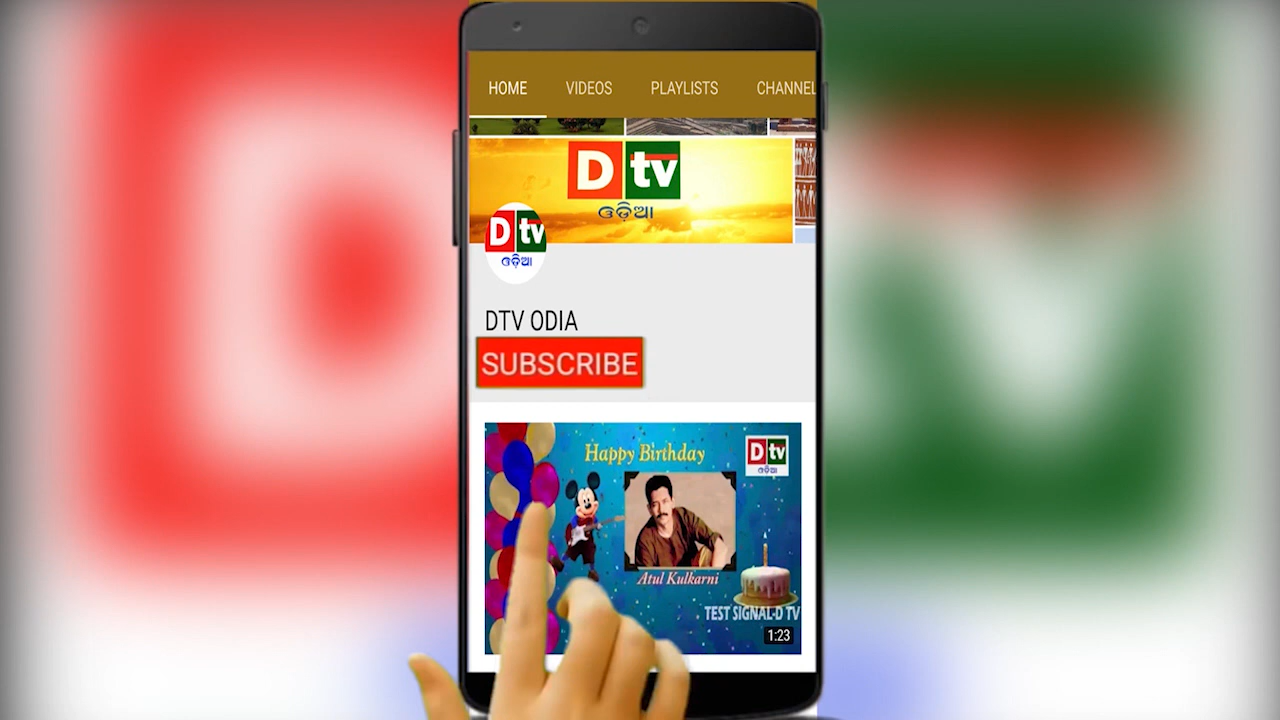 HOME VIDEOS PLAYLISTS CHANNEL
D tv
ଓଡ଼ିଆ
D tv
ଓଡ଼ିଆ
DTV ODIA
SUBSCRIBE
Happy Birthday
D tv
ଓଡ଼ିଆ
Atul Kulkarni
TEST SIGNAL-D TV
1:23